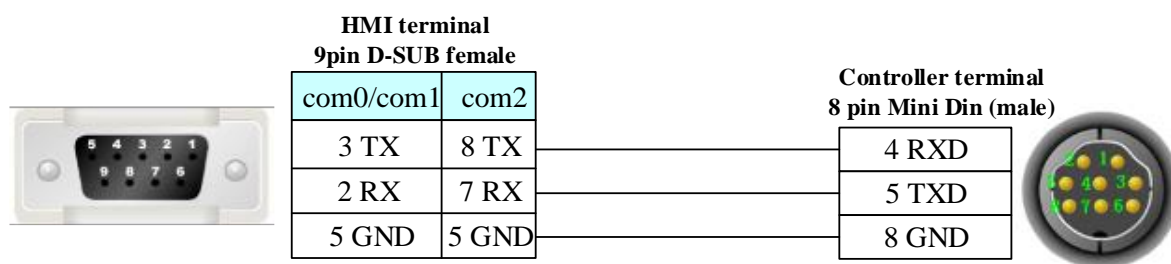 HMI terminal
9pin D-SUB female
com0/com1 com2
3 TX 8 TX
2 RX 7 RX
5 GND 5 GND
Controller terminal
8 pin Mini Din (male)
4 RXD
5 TXD
8 GND
5 4 3 2 1
9 8 7 6
2 1
5 4 3
8 7 6